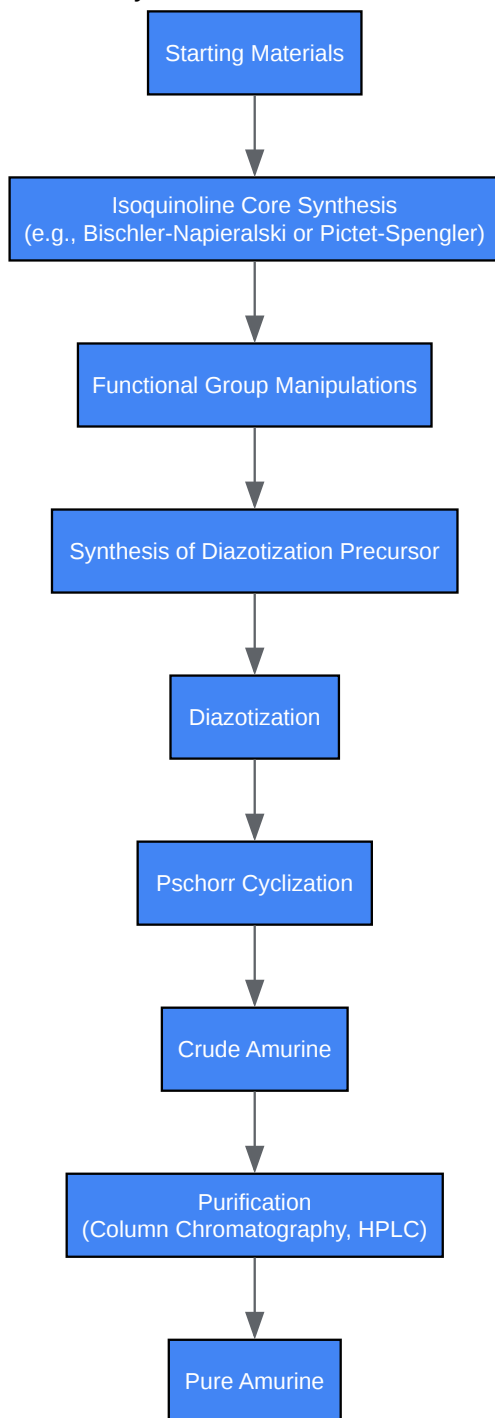 Starting Materials
Isoquinoline Core Synthesis
(e.g., Bischler-Napieralski or Pictet-Spengler)
Functional Group Manipulations
Synthesis of Diazotization Precursor
Diazotization
Pschorr Cyclization
Crude Amurine
Purification
(Column Chromatography, HPLC)
Pure Amurine